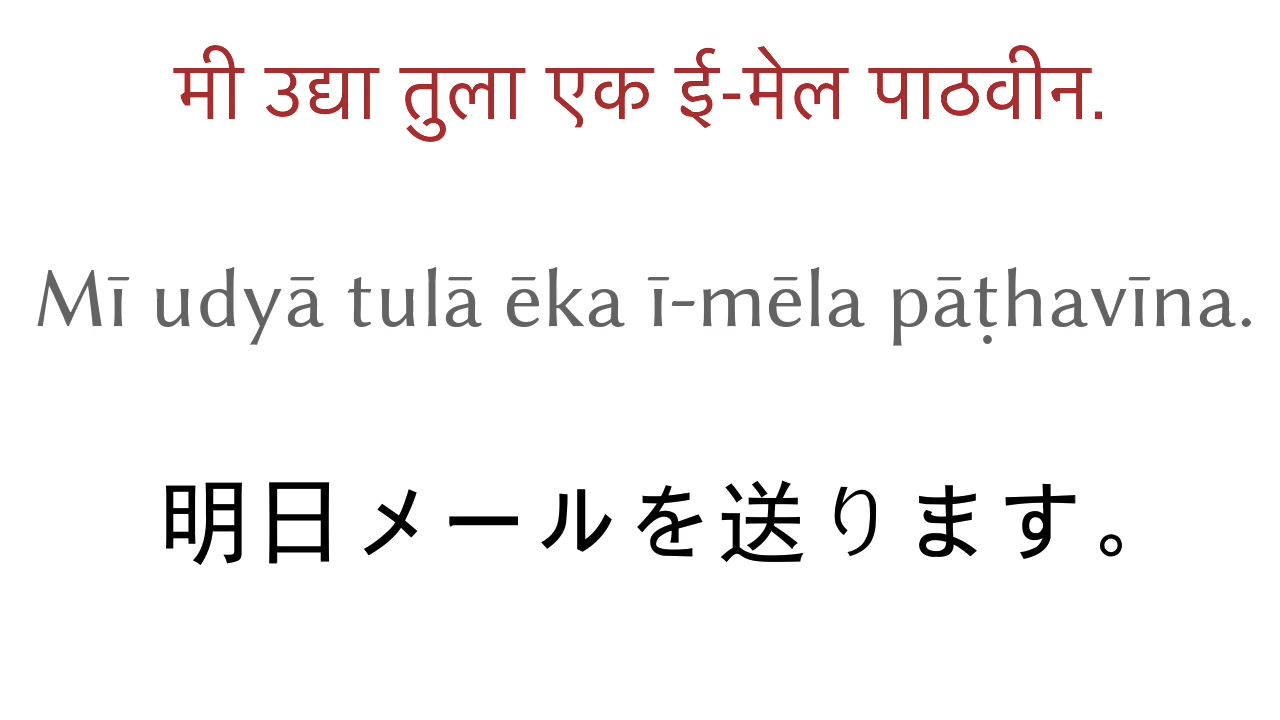 मी उद्या तुला एक ई-मेल पाठवीन.
Mī udyā tulā ēka ī-mēla pāṭhavīna.
明日メールを送ります。